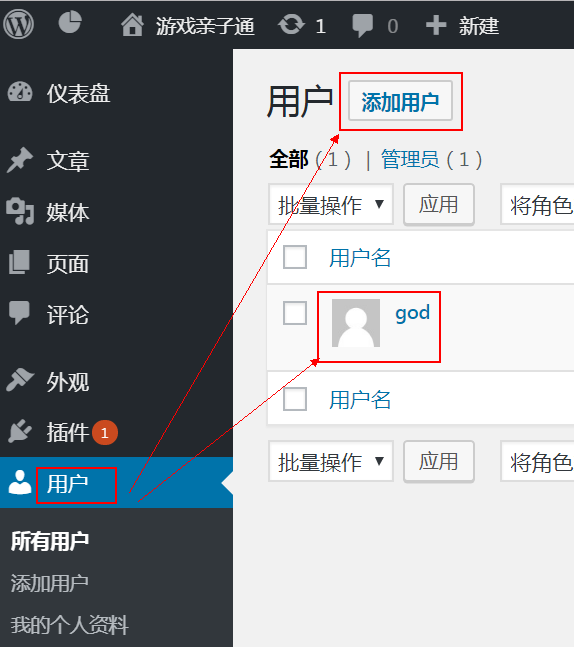 游戏亲子通 1 0 新建
仪表盘
文章
媒体
页面
评论
外观
插件 1
用户
所有用户
添加用户
我的个人资料
用户 添加用户
全部 ( 1 ) | 管理员 ( 1 )
批量操作 应用 将角色
用户名
god
用户名
批量操作 应用 将角色